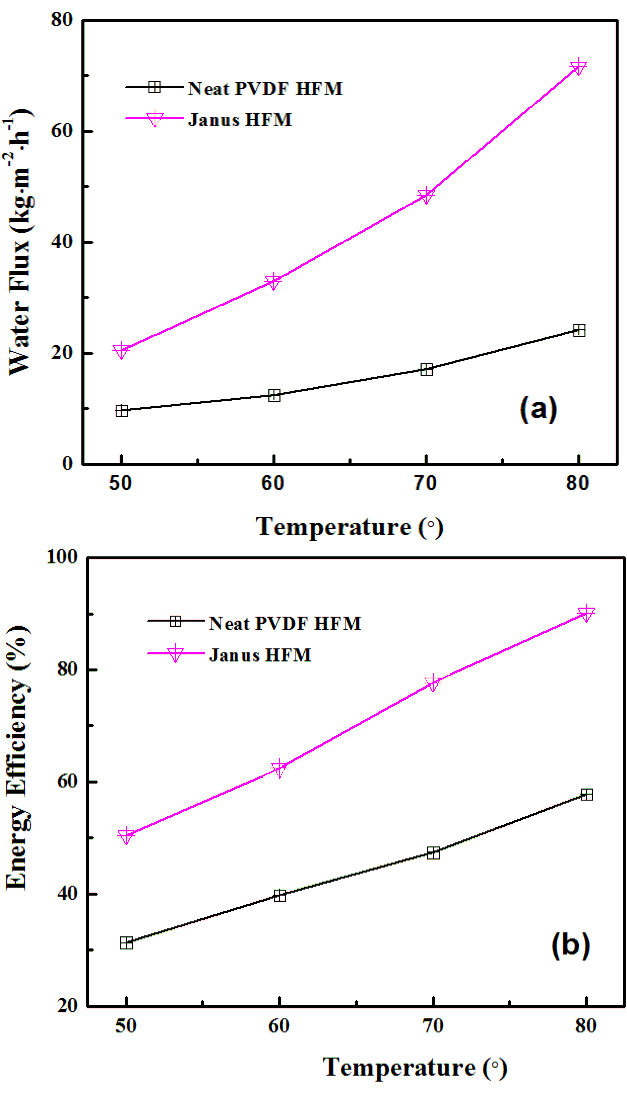 80
60
40
20
0
Water Flux (kg·m⁻²·h⁻¹)
Neat PVDF HFM
Janus HFM
(a)
50 60 70 80
Temperature (°)
100
80
60
40
20
Energy Efficiency (%)
Neat PVDF HFM
Janus HFM
(b)
50 60 70 80
Temperature (°)